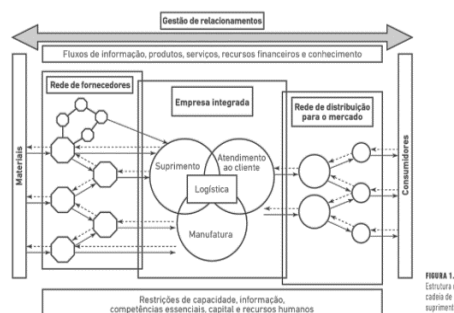 Gestão de relacionamentos
Fluxos de informação, produtos, serviços, recursos financeiros e conhecimento
Rede de fornecedores
Empresa integrada
Rede de distribuição
para o mercado
Materiais
Suprimento
Atendimento
ao cliente
Logística
Manufatura
Consumidores
Restrições de capacidade, informação,
competências essenciais, capital e recursos humanos
FIGURA 1.
Estrutura
cadeia de
supriment